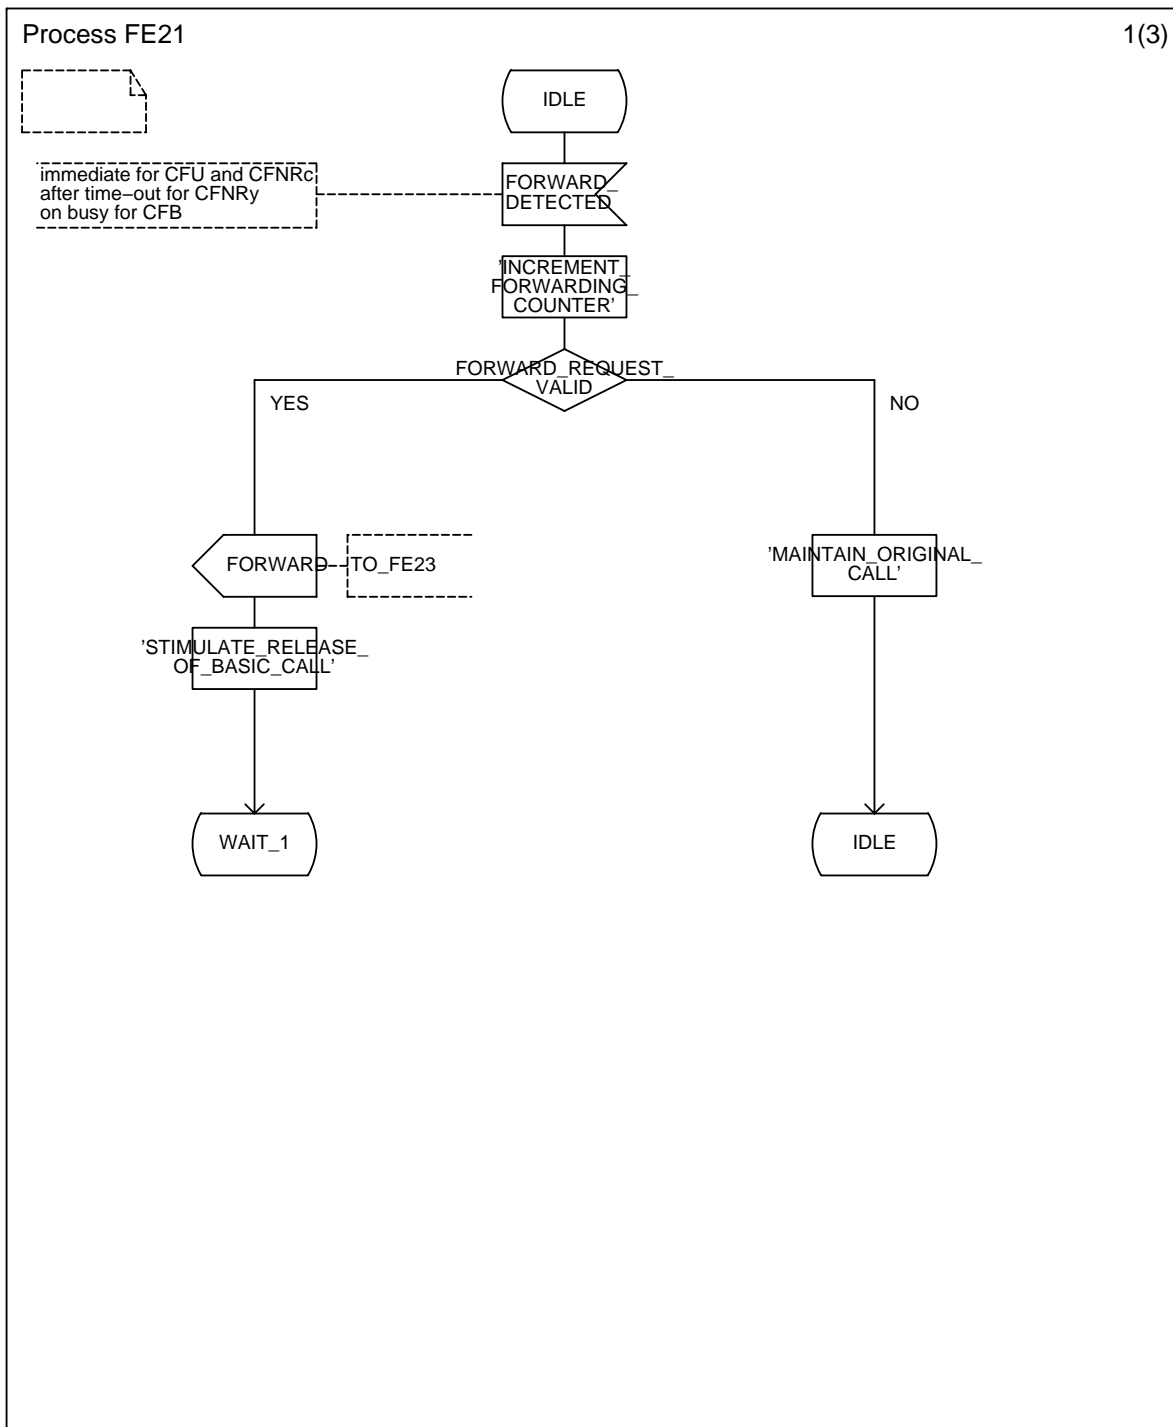 Process FE21
1(3)
IDLE
immediate for CFU and CFNRc
after time−out for CFNRy
on busy for CFB
FORWARD_
DETECTED
'INCREMENT_
FORWARDING_
COUNTER'
FORWARD_REQUEST_
VALID
YES
NO
FORWARD
TO_FE23
'MAINTAIN_ORIGINAL_
CALL'
'STIMULATE_RELEASE_
OF_BASIC_CALL'
WAIT_1
IDLE